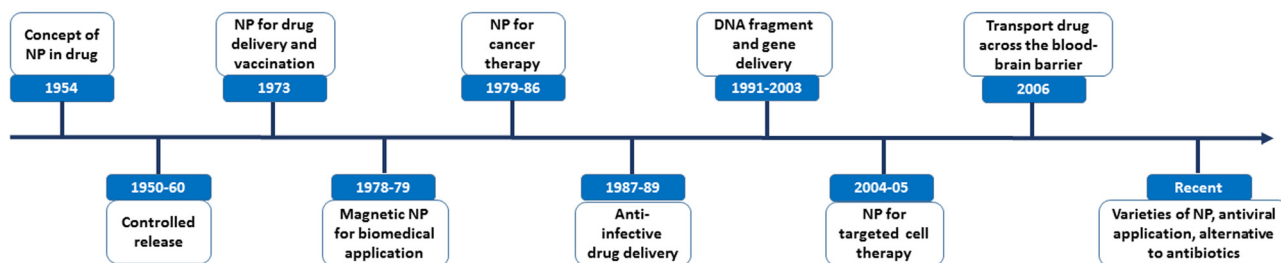 Concept of
NP in drug
1954
1950-60
Controlled
release
NP for drug
delivery and
vaccination
1973
1978-79
Magnetic NP
for biomedical
application
NP for
cancer
therapy
1979-86
1987-89
Anti-
infective
drug delivery
DNA fragment
and gene
delivery
1991-2003
2004-05
NP for
targeted cell
therapy
Transport drug
across the blood-
brain barrier
2006
Recent
Varieties of NP, antiviral
application, alternative
to antibiotics